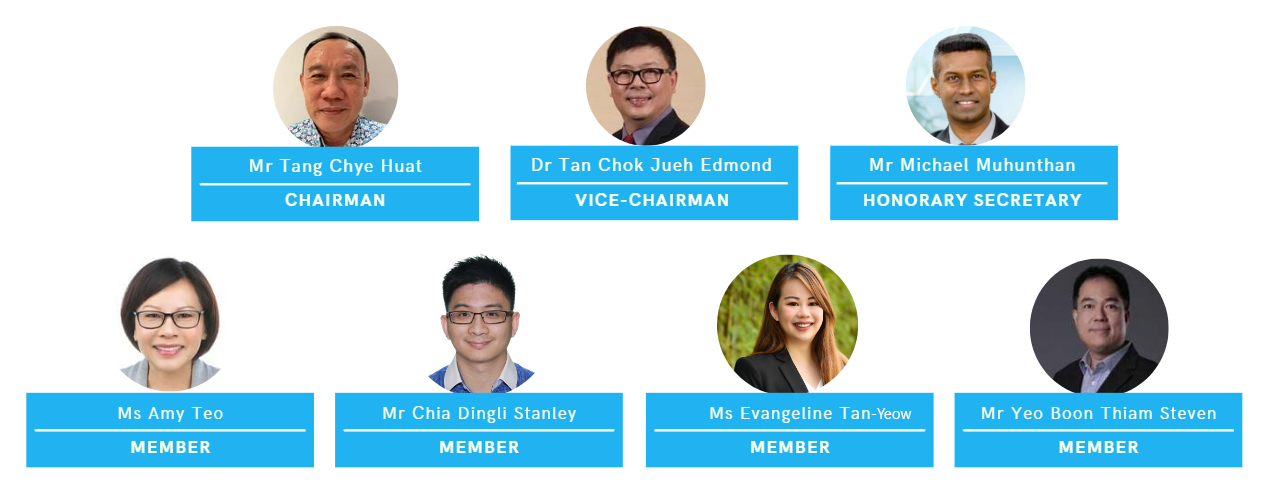 Mr Tang Chye Huat
CHAIRMAN
Dr Tan Chok Jueh Edmond
VICE-CHAIRMAN
Mr Michael Muhunthan
HONORARY SECRETARY
Ms Amy Teo
MEMBER
Mr Chia Dingli Stanley
MEMBER
Ms Evangeline Tan-Yeow
MEMBER
Mr Yeo Boon Thiam Steven
MEMBER